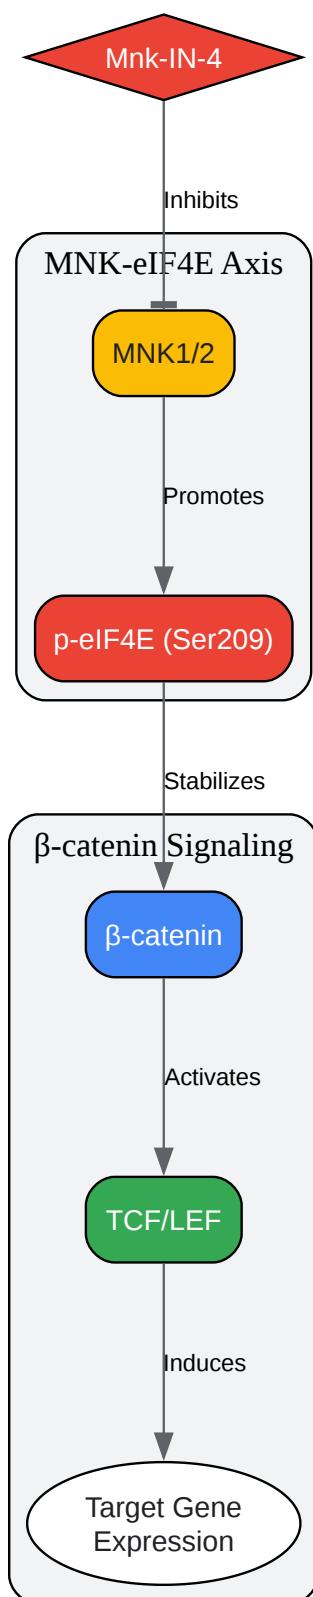 Mnk-IN-4
Inhibits
MNK-eIF4E Axis
MNK1/2
Promotes
p-eIF4E (Ser209)
Stabilizes
β-catenin Signaling
β-catenin
Activates
TCF/LEF
Induces
Target Gene
Expression